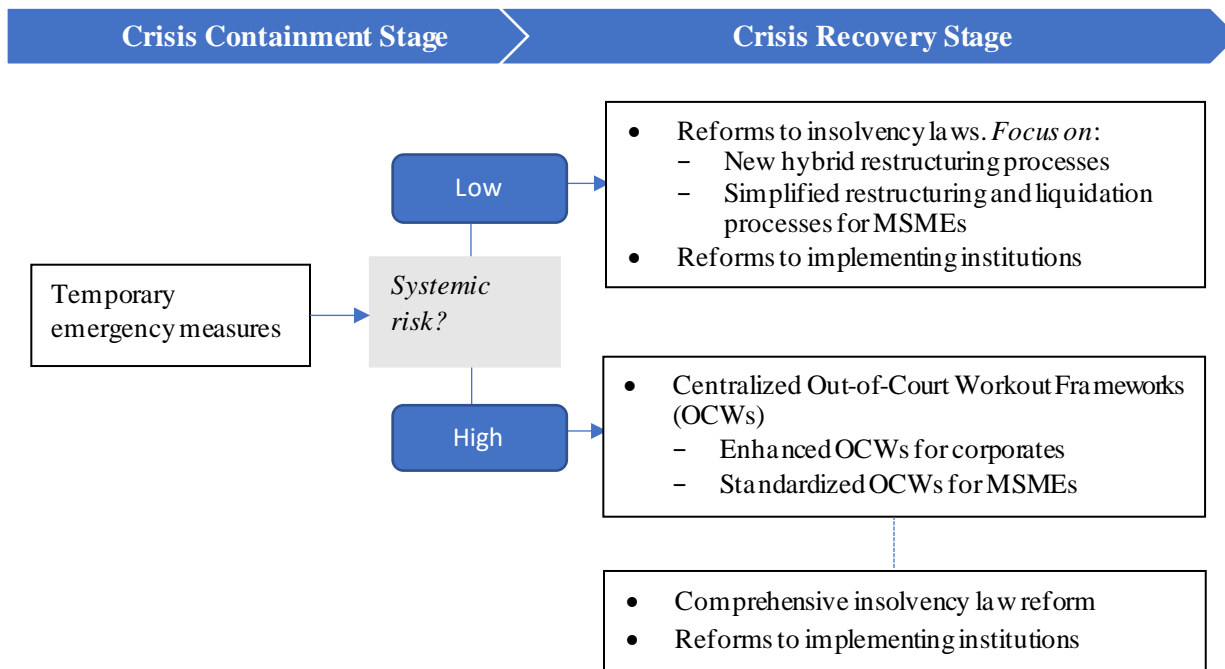 Crisis Containment Stage
Crisis Recovery Stage
Temporary
emergency measures
Systemic
risk?
Low
High
• Reforms to insolvency laws. Focus on:
− New hybrid restructuring processes
− Simplified restructuring and liquidation
processes for MSMEs
• Reforms to implementing institutions
• Centralized Out-of-Court Workout Frameworks
(OCWs)
− Enhanced OCWs for corporates
− Standardized OCWs for MSMEs
• Comprehensive insolvency law reform
• Reforms to implementing institutions